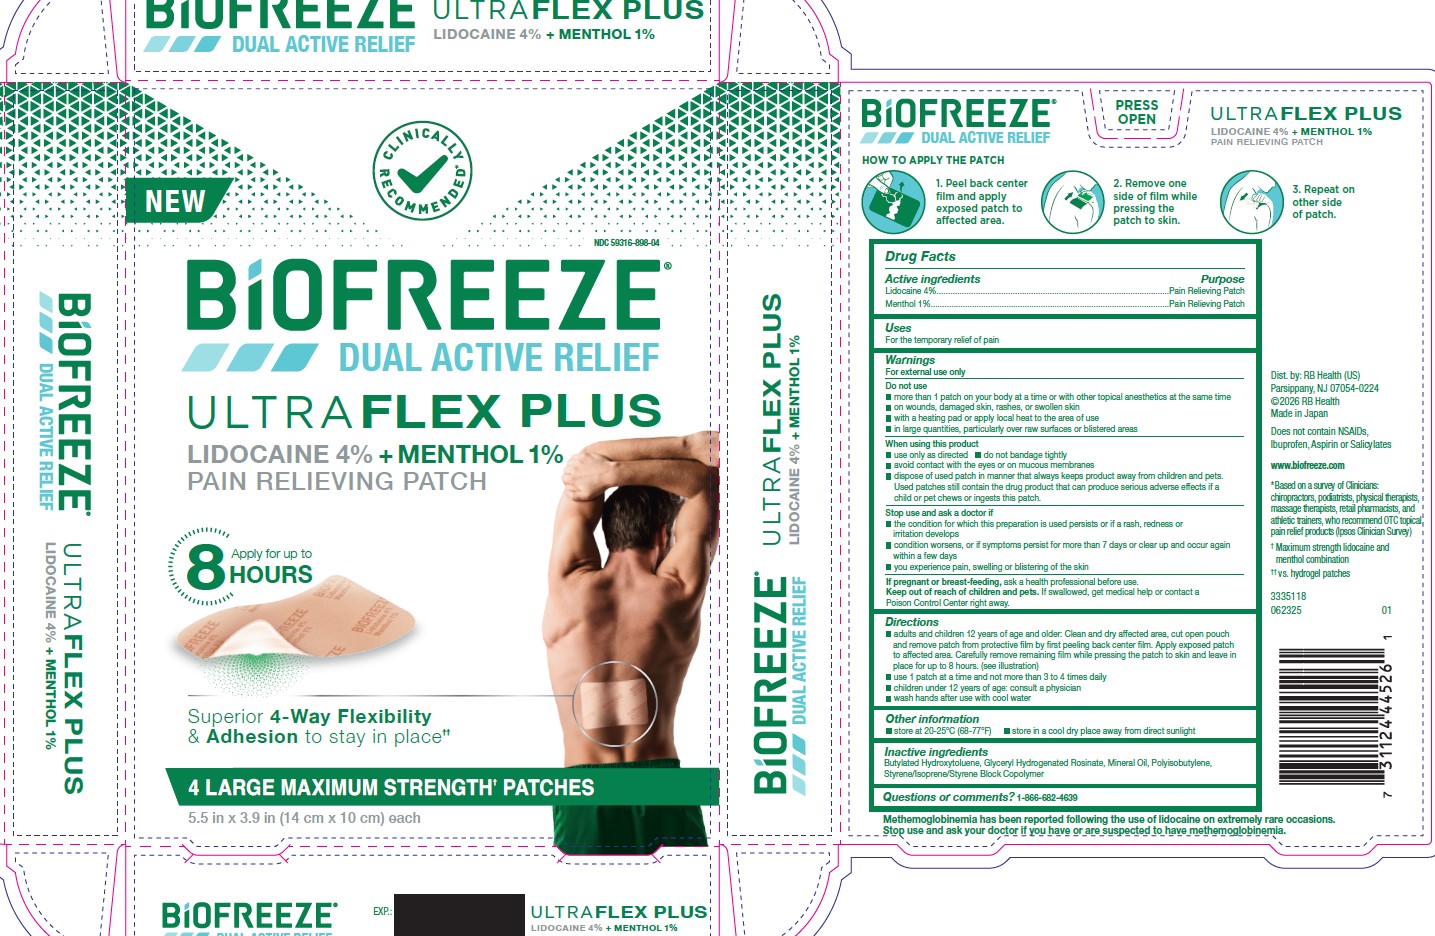 BiOFREEZE
DUAL ACTIVE RELIEF
ULTRAFLEX PLUS
LIDOCAINE 4% + MENTHOL 1%
BiOFREEZE®
DUAL ACTIVE RELIEF
ULTRAFLEX PLUS
LIDOCAINE 4% + MENTHOL 1%
NEW
CLINICALLY
RECOMMENDED*
NDC 59316-898-04
BiOFREEZE®
DUAL ACTIVE RELIEF
ULTRAFLEX PLUS
LIDOCAINE 4% + MENTHOL 1%
PAIN RELIEVING PATCH
8 Apply for up to
HOURS
BIOFREEZE
Superior 4-Way Flexibility
& Adhesion to stay in place††
4 LARGE MAXIMUM STRENGTH† PATCHES
5.5 in x 3.9 in (14 cm x 10 cm) each
ULTRAFLEX PLUS
LIDOCAINE 4% + MENTHOL 1%
BiOFREEZE®
DUAL ACTIVE RELIEF
BiOFREEZE®
DUAL ACTIVE RELIEF
PRESS
OPEN
ULTRAFLEX PLUS
LIDOCAINE 4% + MENTHOL 1%
PAIN RELIEVING PATCH
HOW TO APPLY THE PATCH
1. Peel back center
film and apply
exposed patch to
affected area.
2. Remove one
side of film while
pressing the
patch to skin.
3. Repeat on
other side
of patch.
Drug Facts
Active ingredients Purpose
Lidocaine 4%....................Pain Relieving Patch
Menthol 1%....................Pain Relieving Patch
Uses
For the temporary relief of pain
Warnings
For external use only
Do not use
■ more than 1 patch on your body at a time or with other topical anesthetics at the same time
■ on wounds, damaged skin, rashes, or swollen skin
■ with a heating pad or apply local heat to the area of use
■ in large quantities, particularly over raw surfaces or blistered areas
When using this product
■ use only as directed ■ do not bandage tightly
■ avoid contact with the eyes or on mucous membranes
■ dispose of used patch in manner that always keeps product away from children and pets.
Used patches still contain the drug product that can produce serious adverse effects if a
child or pet chews or ingests this patch.
Stop use and ask a doctor if
■ the condition for which this preparation is used persists or if a rash, redness or
irritation develops
■ condition worsens, or if symptoms persist for more than 7 days or clear up and occur again
within a few days
■ you experience pain, swelling or blistering of the skin
If pregnant or breast-feeding, ask a health professional before use.
Keep out of reach of children and pets. If swallowed, get medical help or contact a
Poison Control Center right away.
Directions
■ adults and children 12 years of age and older: Clean and dry affected area, cut open pouch
and remove patch from protective film by first peeling back center film. Apply exposed patch
to affected area. Carefully remove remaining film while pressing the patch to skin and leave in
place for up to 8 hours. (see illustration)
■ use 1 patch at a time and not more than 3 to 4 times daily
■ children under 12 years of age: consult a physician
■ wash hands after use with cool water
Other information
■ store at 20-25°C (68-77°F) ■ store in a cool dry place away from direct sunlight
Inactive ingredients
Butylated Hydroxytoluene, Glyceryl Hydrogenated Rosinate, Mineral Oil, Polyisobutylene,
Styrene/Isoprene/Styrene Block Copolymer
Questions or comments? 1-866-682-4639
Methemoglobinemia has been reported following the use of lidocaine on extremely rare occasions.
Stop use and ask your doctor if you have or are suspected to have methemoglobinemia.
Dist. by: RB Health (US)
Parsippany, NJ 07054-0224
©2026 RB Health
Made in Japan
Does not contain NSAIDs,
Ibuprofen, Aspirin or Salicylates
www.biofreeze.com
*Based on a survey of Clinicians:
chiropractors, podiatrists, physical therapists,
massage therapists, retail pharmacists, and
athletic trainers, who recommend OTC topical
pain relief products (Ipsos Clinician Survey)
† Maximum strength lidocaine and
menthol combination
†† vs. hydrogel patches
3335118
062325 01
7 31124 44526 1
BiOFREEZE®
DUAL ACTIVE RELIEF
EXP.:
ULTRAFLEX PLUS
LIDOCAINE 4% + MENTHOL 1%